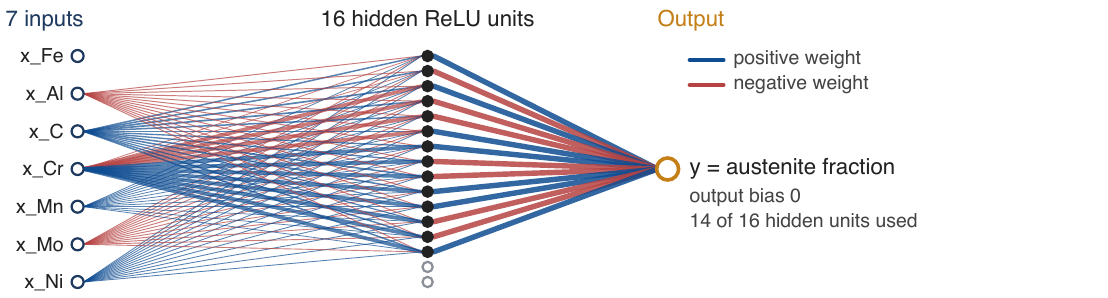 7 inputs
16 hidden ReLU units
Output
x_Fe
x_Al
x_C
x_Cr
x_Mn
x_Mo
x_Ni
positive weight
negative weight
y = austenite fraction
output bias 0
14 of 16 hidden units used